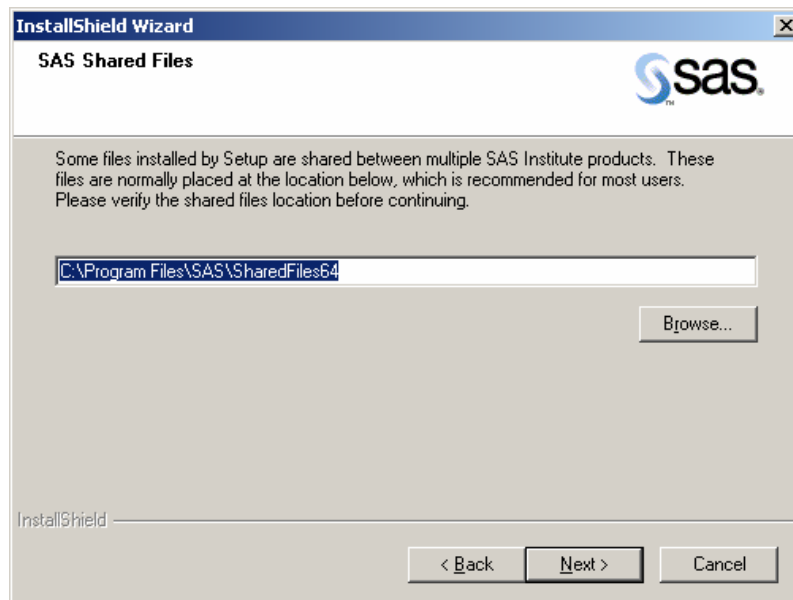 InstallShield Wizard
SAS Shared Files
sas
TM
Some files installed by Setup are shared between multiple SAS Institute products.  These
files are normally placed at the location below, which is recommended for most users.
Please verify the shared files location before continuing.
C:\Program Files\SAS\SharedFiles64
Browse...
InstallShield
< Back
Next >
Cancel